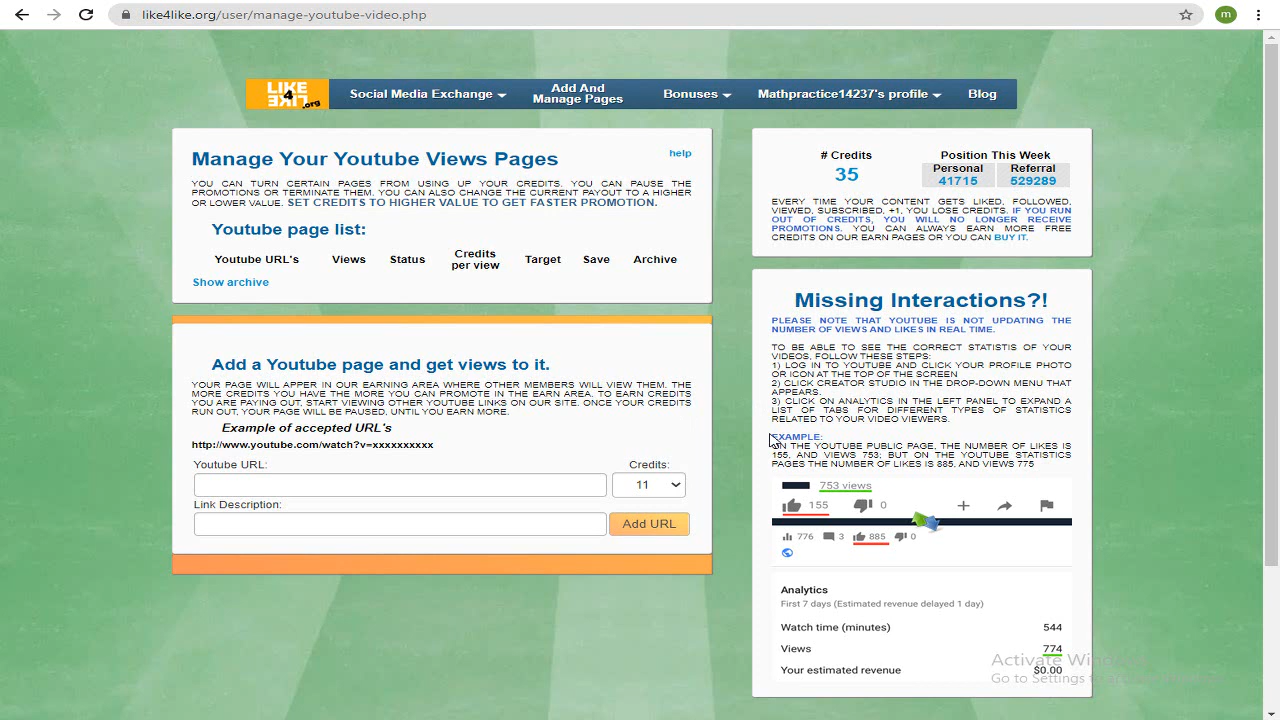 like4like.org/user/manage-youtube-video.php
m
LIKE
4
LIKE
.org
Social Media Exchange
Add And
Manage Pages
Bonuses
Mathpractice14237's profile
Blog
Manage Your Youtube Views Pages
help
YOU CAN TURN CERTAIN PAGES FROM USING UP YOUR CREDITS. YOU CAN PAUSE THE
PROMOTIONS OR TERMINATE THEM. YOU CAN ALSO CHANGE THE CURRENT PAYOUT TO A HIGHER
OR LOWER VALUE. SET CREDITS TO HIGHER VALUE TO GET FASTER PROMOTION.
Youtube page list:
Youtube URL's Views Status Credits per view Target Save Archive
Show archive
Add a Youtube page and get views to it.
YOUR PAGE WILL APPER IN OUR EARNING AREA WHERE OTHER MEMBERS WILL VIEW THEM. THE
MORE CREDITS YOU HAVE THE MORE YOU CAN PROMOTE IN THE EARN AREA. TO EARN CREDITS
YOU ARE PAYING OUT, START VIEWING OTHER YOUTUBE LINKS ON OUR SITE. ONCE YOUR CREDITS
RUN OUT, YOUR PAGE WILL BE PAUSED, UNTIL YOU EARN MORE.
Example of accepted URL's
http://www.youtube.com/watch?v=xxxxxxxxxx
Youtube URL: Credits:
11
Link Description:
Add URL
# Credits
35
Position This Week
Personal Referral
41715 529289
EVERY TIME YOUR CONTENT GETS LIKED, FOLLOWED,
VIEWED, SUBSCRIBED, +1, YOU LOSE CREDITS. IF YOU RUN
OUT OF CREDITS, YOU WILL NO LONGER RECEIVE
PROMOTIONS. YOU CAN ALWAYS EARN MORE FREE
CREDITS ON OUR EARN PAGES OR YOU CAN BUY IT.
Missing Interactions?!
PLEASE NOTE THAT YOUTUBE IS NOT UPDATING THE
NUMBER OF VIEWS AND LIKES IN REAL TIME.
TO BE ABLE TO SEE THE CORRECT STATISTIS OF YOUR
VIDEOS, FOLLOW THESE STEPS:
1) LOG IN TO YOUTUBE AND CLICK YOUR PROFILE PHOTO
OR ICON AT THE TOP OF THE SCREEN
2) CLICK CREATOR STUDIO IN THE DROP-DOWN MENU THAT
APPEARS.
3) CLICK ON ANALYTICS IN THE LEFT PANEL TO EXPAND A
LIST OF TABS FOR DIFFERENT TYPES OF STATISTICS
RELATED TO YOUR VIDEO VIEWERS.
EXAMPLE:
ON THE YOUTUBE PUBLIC PAGE, THE NUMBER OF LIKES IS
155, AND VIEWS 753; BUT ON THE YOUTUBE STATISTICS
PAGES THE NUMBER OF LIKES IS 885, AND VIEWS 775
753 views
155 0
776 3 885 0
Analytics
First 7 days (Estimated revenue delayed 1 day)
Watch time (minutes) 544
Views 774
Your estimated revenue $0.00
Activate Windows
Go to Settings to activate Windows.